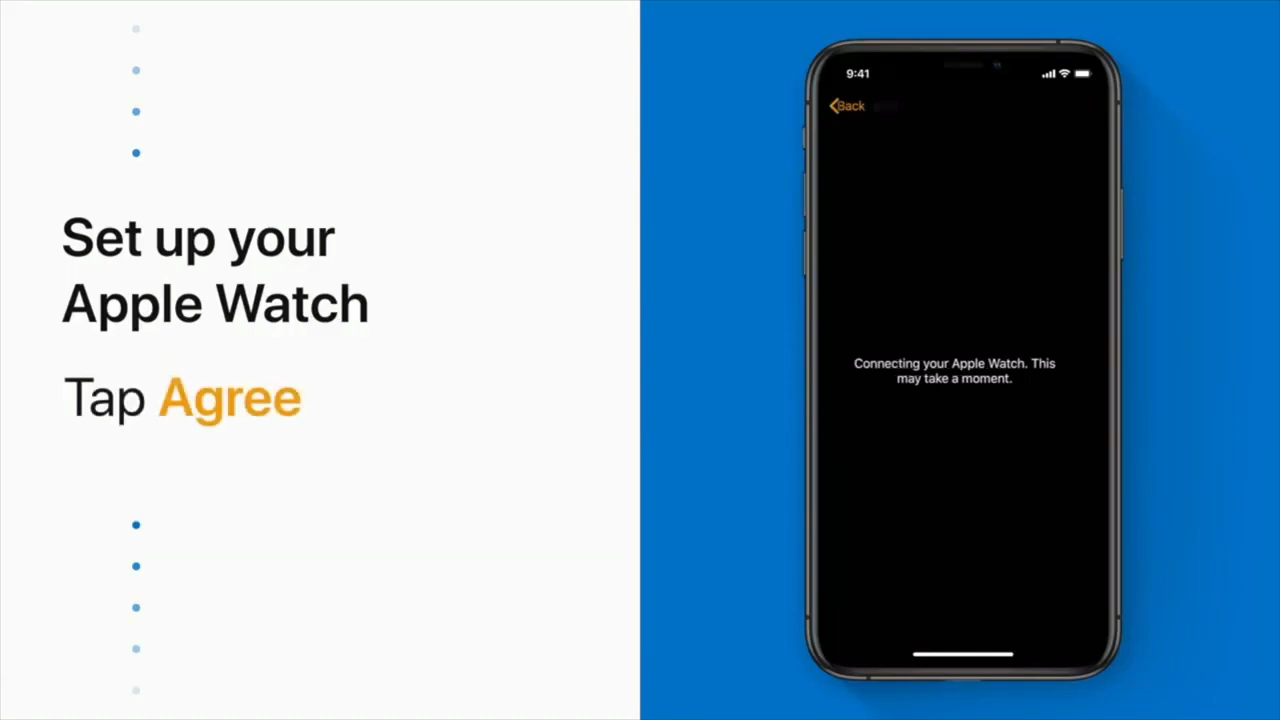 Set up your
Apple Watch
Tap Agree
9:41
Back
Connecting your Apple Watch. This
may take a moment.